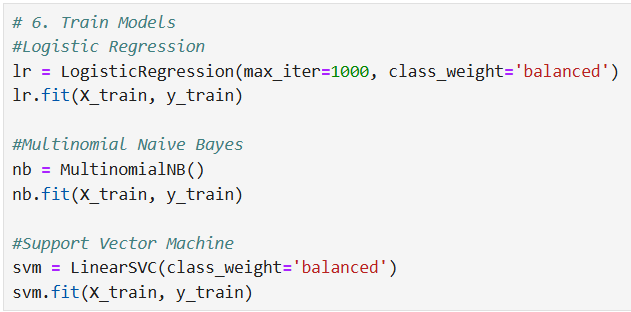 # 6. Train Models
#Logistic Regression
lr = LogisticRegression(max_iter=1000, class_weight='balanced')
lr.fit(X_train, y_train)

#Multinomial Naive Bayes
nb = MultinomialNB()
nb.fit(X_train, y_train)

#Support Vector Machine
svm = LinearSVC(class_weight='balanced')
svm.fit(X_train, y_train)